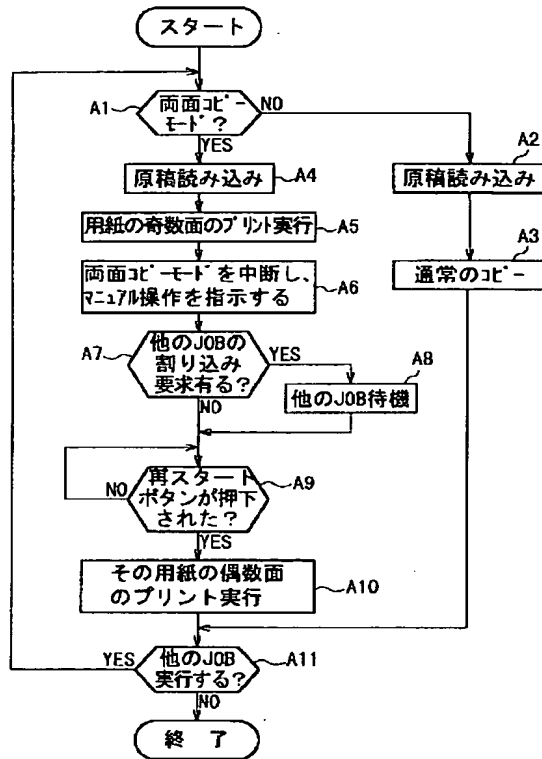 スタート
A1
両面コピー
モード?
NO
YES
A2
原稿読み込み
A4
原稿読み込み
用紙の奇数面のプリント実行
A5
A3
通常のコピー
両面コピーモードを中断し、
マニュアル操作を指示する
A6
A7
他のJOBの
割り込み
要求有る?
YES
NO
A8
他のJOB待機
再スタート
ボタンが押下
された?
A9
NO
YES
その用紙の偶数面
のプリント実行
A10
YES
他のJOB
実行する?
A11
NO
終 了